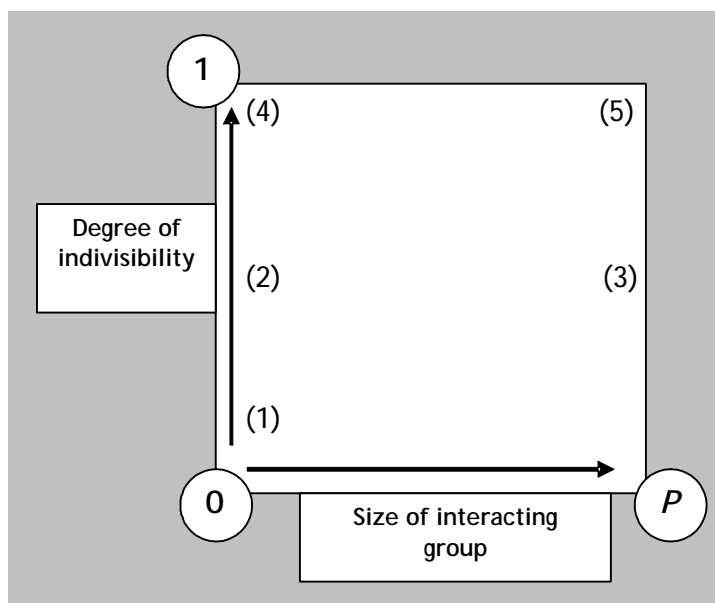 1
(4)
(5)
Degree of
indivisibility
(2)
(3)
(1)
0
P
Size of interacting
group